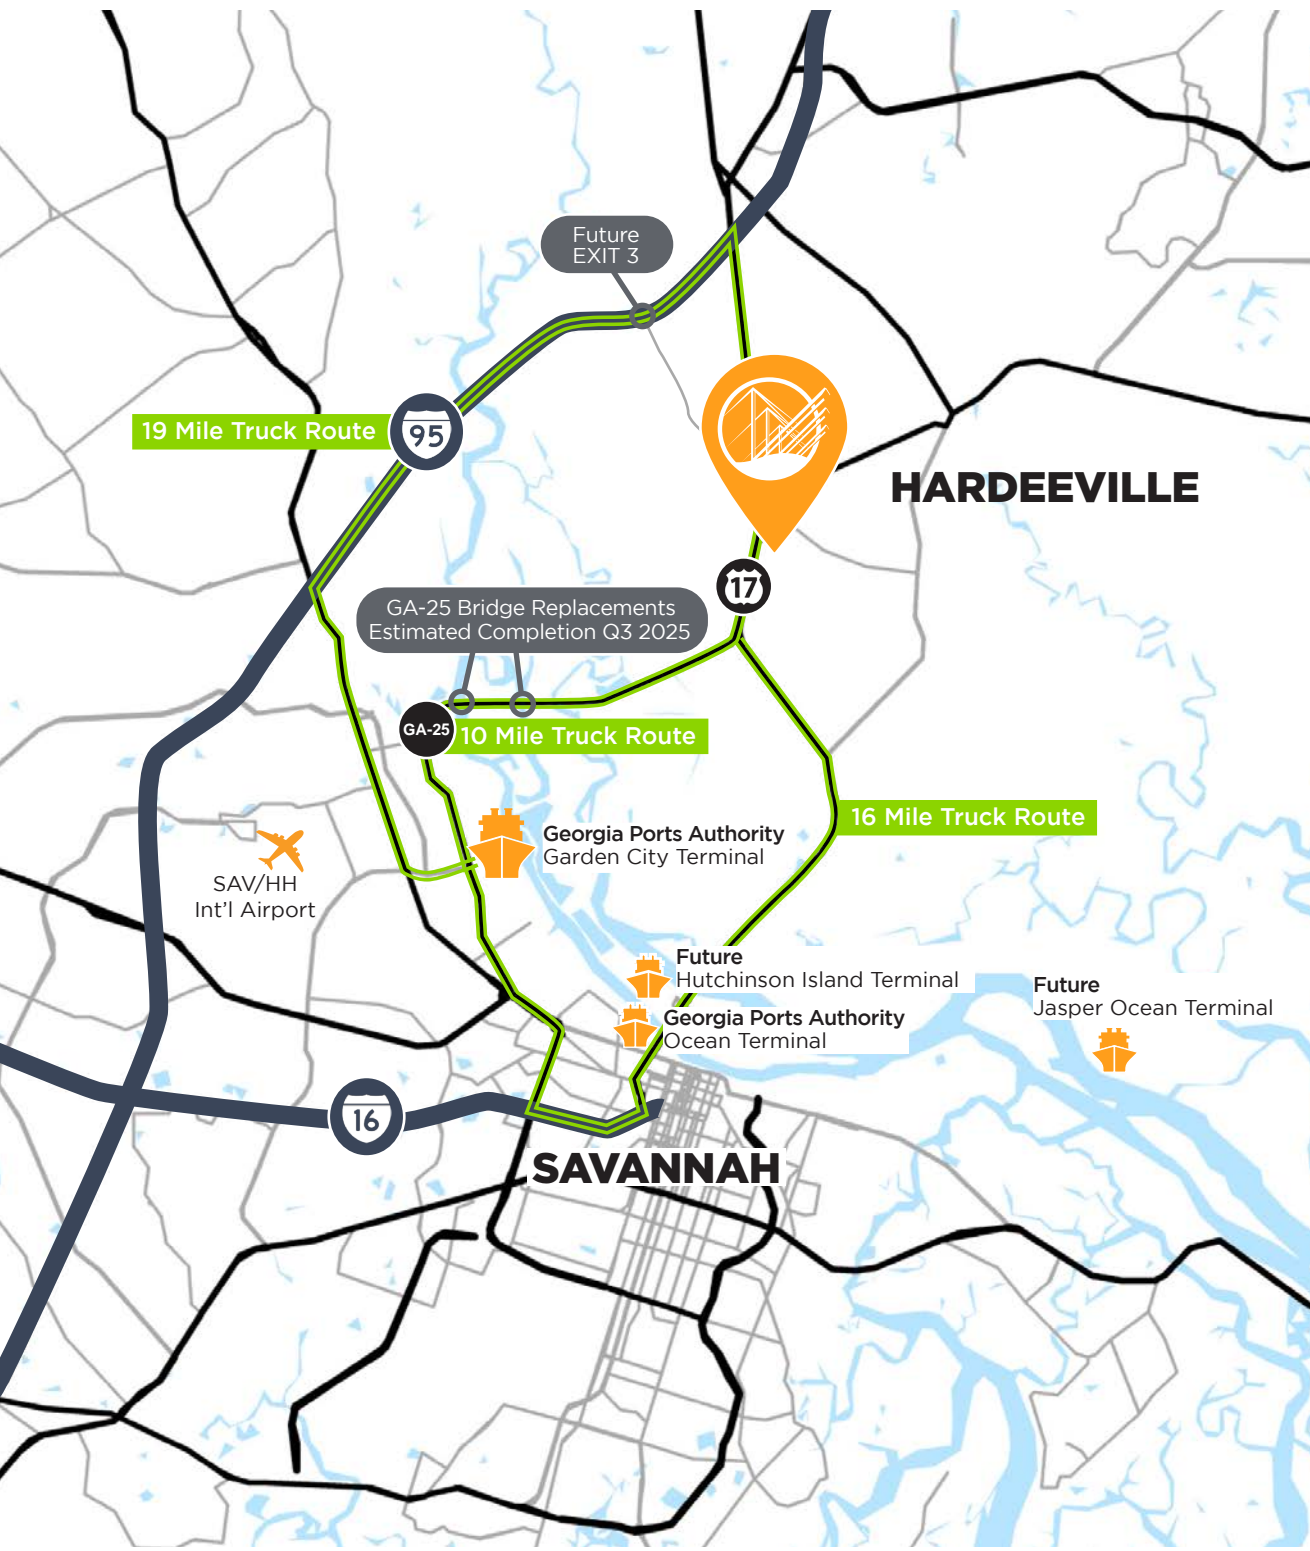 Future
EXIT 3
19 Mile Truck Route
95
HARDEEVILLE
17
GA-25 Bridge Replacements
Estimated Completion Q3 2025
GA-25
10 Mile Truck Route
16 Mile Truck Route
Georgia Ports Authority
Garden City Terminal
SAV/HH
Int'l Airport
Future
Hutchinson Island Terminal
Future
Jasper Ocean Terminal
Georgia Ports Authority
Ocean Terminal
16
SAVANNAH